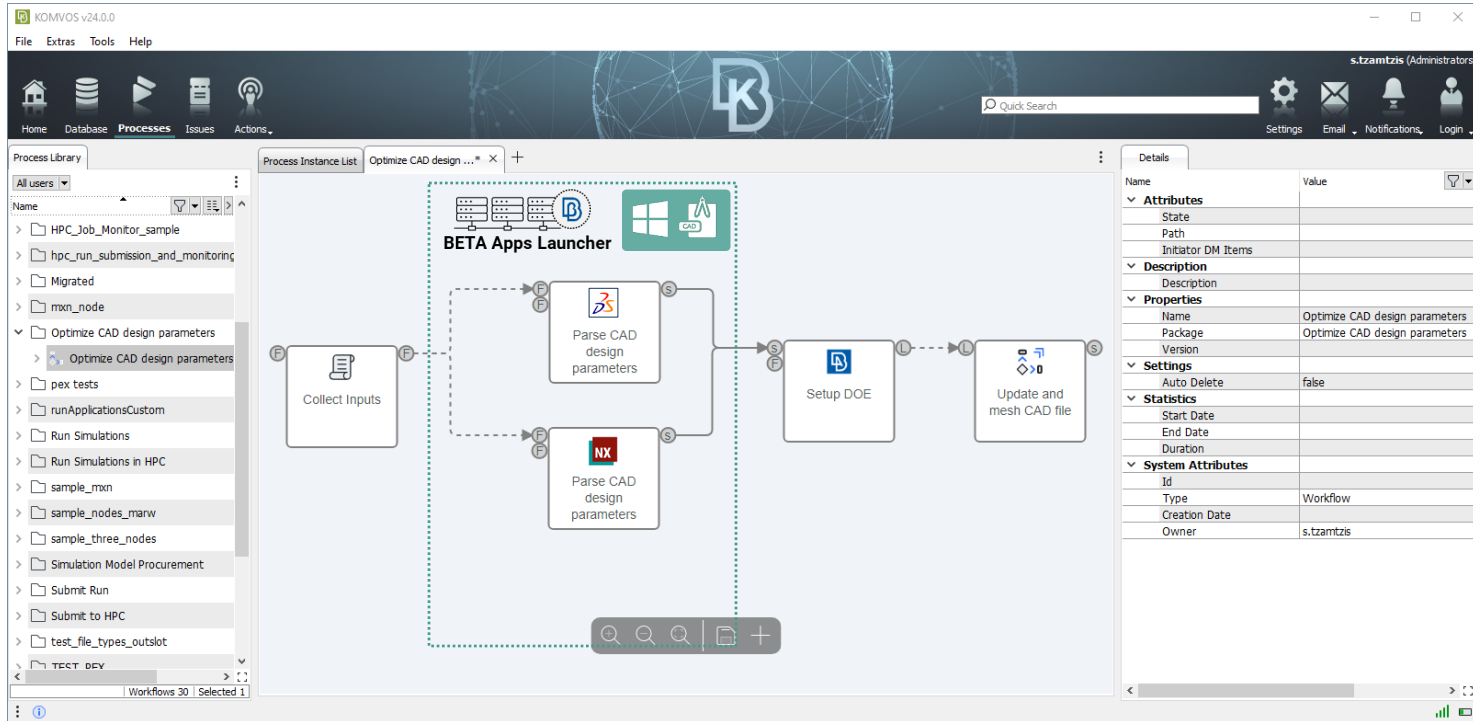 KOMVOS v24.0.0
File Extras Tools Help
s.tzamtzis (Administrators
Home Database Processes Issues Actions
Quick Search
Settings Email Notifications Login
Process Library
All users
Name
HPC_Job_Monitor_sample
hpc_run_submission_and_monitoring
Migrated
mxn_node
Optimize CAD design parameters
Optimize CAD design parameters
pex tests
runApplicationsCustom
Run Simulations
Run Simulations in HPC
sample_mxn
sample_nodes_marw
sample_three_nodes
Simulation Model Procurement
Submit Run
Submit to HPC
test_file_types_outslot
TEST_PEX
Workflows 30 Selected 1
Process Instance List Optimize CAD design ...*
BETA Apps Launcher
CAD
F
Collect Inputs
F
F
F
Parse CAD
design
parameters
S
F
F
NX
Parse CAD
design
parameters
S
S
F
Setup DOE
L
L
Update and
mesh CAD file
S
Details
Name Value
Attributes
State
Path
Initiator DM Items
Description
Description
Properties
Name Optimize CAD design parameters
Package Optimize CAD design parameters
Version
Settings
Auto Delete false
Statistics
Start Date
End Date
Duration
System Attributes
Id
Type Workflow
Creation Date
Owner s.tzamtzis